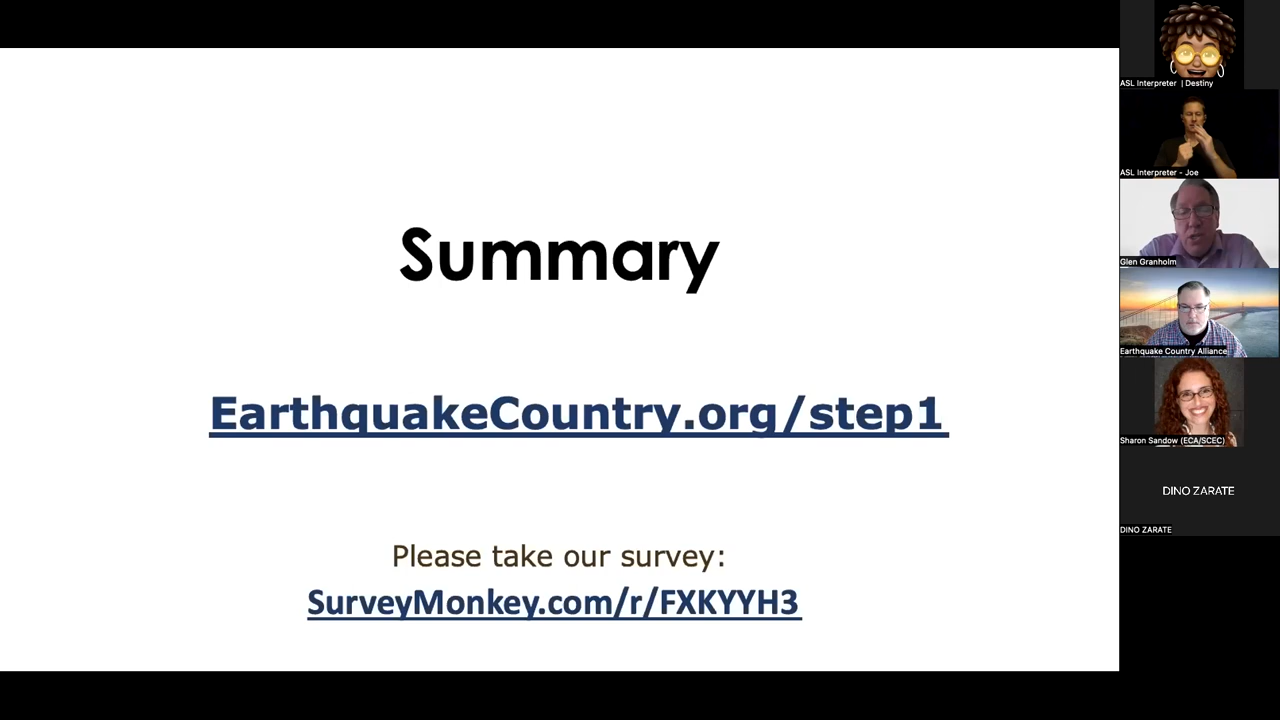 Summary
EarthquakeCountry.org/step1
Please take our survey:
SurveyMonkey.com/r/FXKYYH3
ASL Interpreter | Destiny
ASL Interpreter - Joe
Glen Granholm
Earthquake Country Alliance
Sharon Sandow (ECA/SCEC)
DINO ZARATE
DINO ZARATE